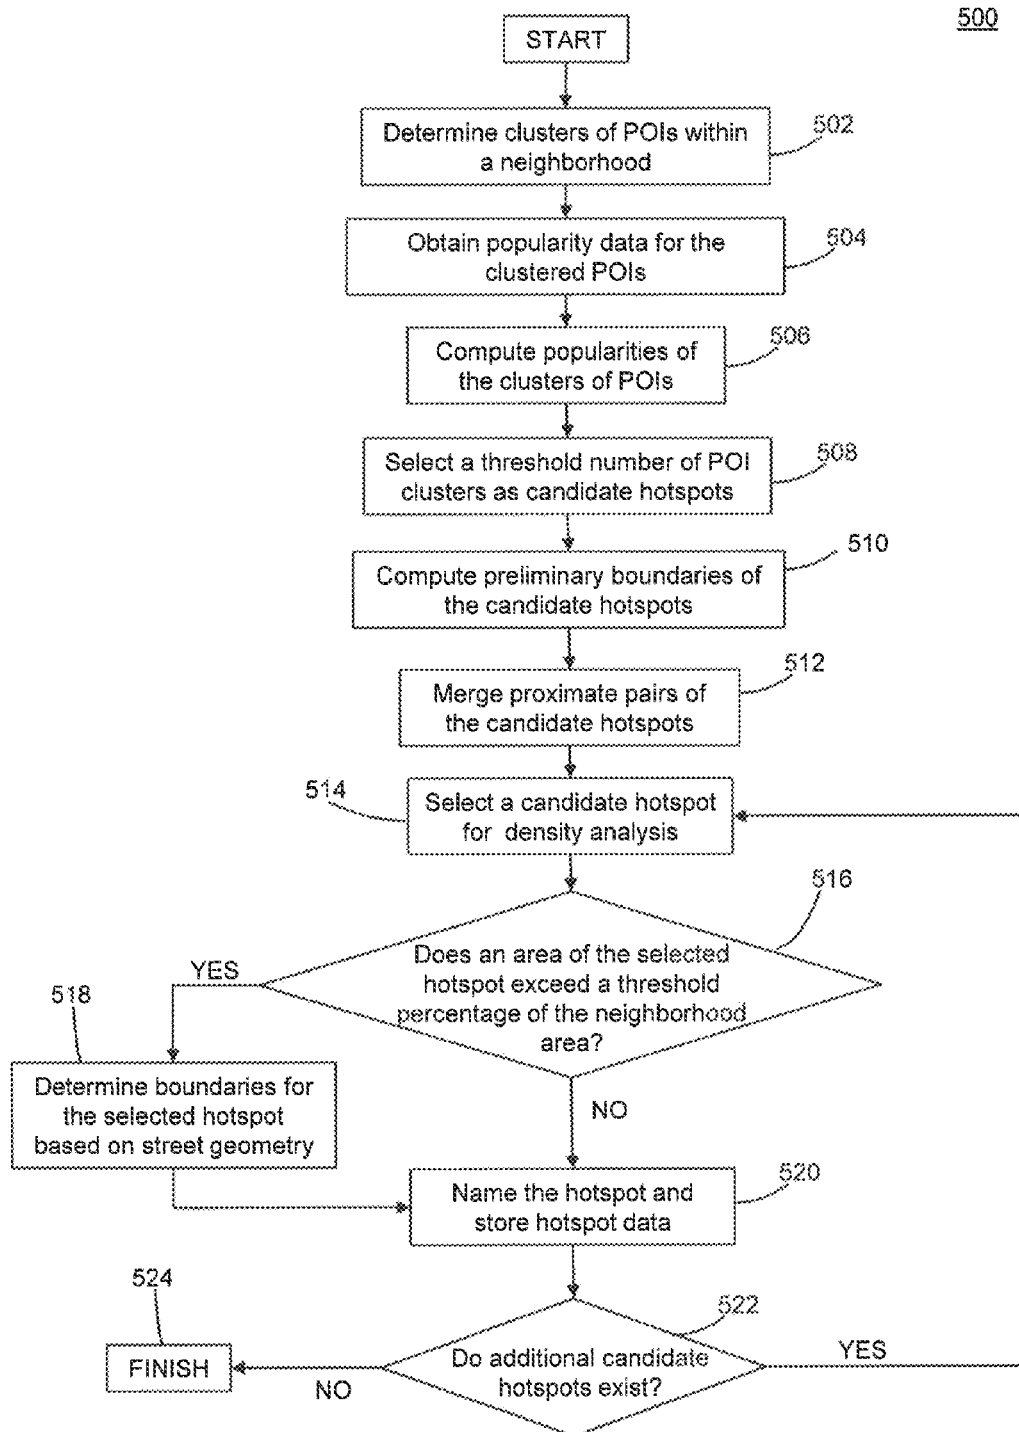 500
START
Determine clusters of POIs within
a neighborhood
502
Obtain popularity data for the
clustered POIs
504
Compute popularities of
the clusters of POIs
506
Select a threshold number of POI
clusters as candidate hotspots
508
Compute preliminary boundaries of
the candidate hotspots
510
Merge proximate pairs of
the candidate hotspots
512
514
Select a candidate hotspot
for density analysis
516
Does an area of the selected
hotspot exceed a threshold
percentage of the neighborhood
area?
YES
518
Determine boundaries for
the selected hotspot
based on street geometry
NO
Name the hotspot and
store hotspot data
520
524
FINISH
522
Do additional candidate
hotspots exist?
NO
YES